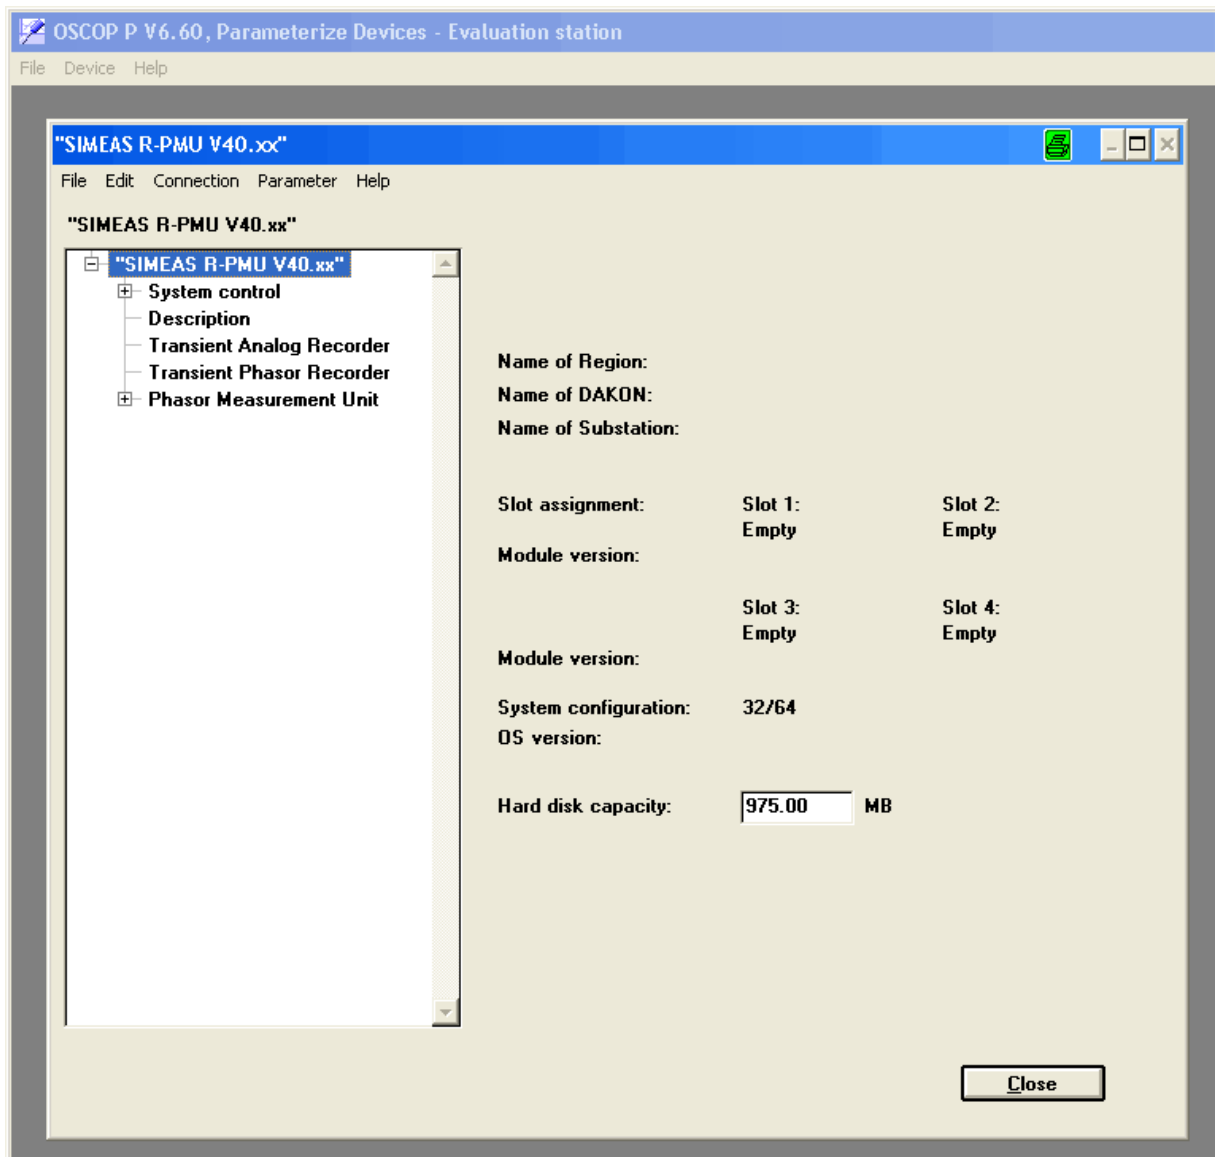 OSCOP P V6.60, Parameterize Devices - Evaluation station
File Device Help
"SIMEAS R-PMU V40.xx"
File Edit Connection Parameter Help
"SIMEAS R-PMU V40.xx"
"SIMEAS R-PMU V40.xx"
System control
Description
Transient Analog Recorder
Transient Phasor Recorder
Phasor Measurement Unit
Name of Region:
Name of DAKON:
Name of Substation:
Slot assignment: Slot 1: Slot 2:
Empty Empty
Module version:
Slot 3: Slot 4:
Empty Empty
Module version:
System configuration: 32/64
OS version:
Hard disk capacity: 975.00 MB
Close